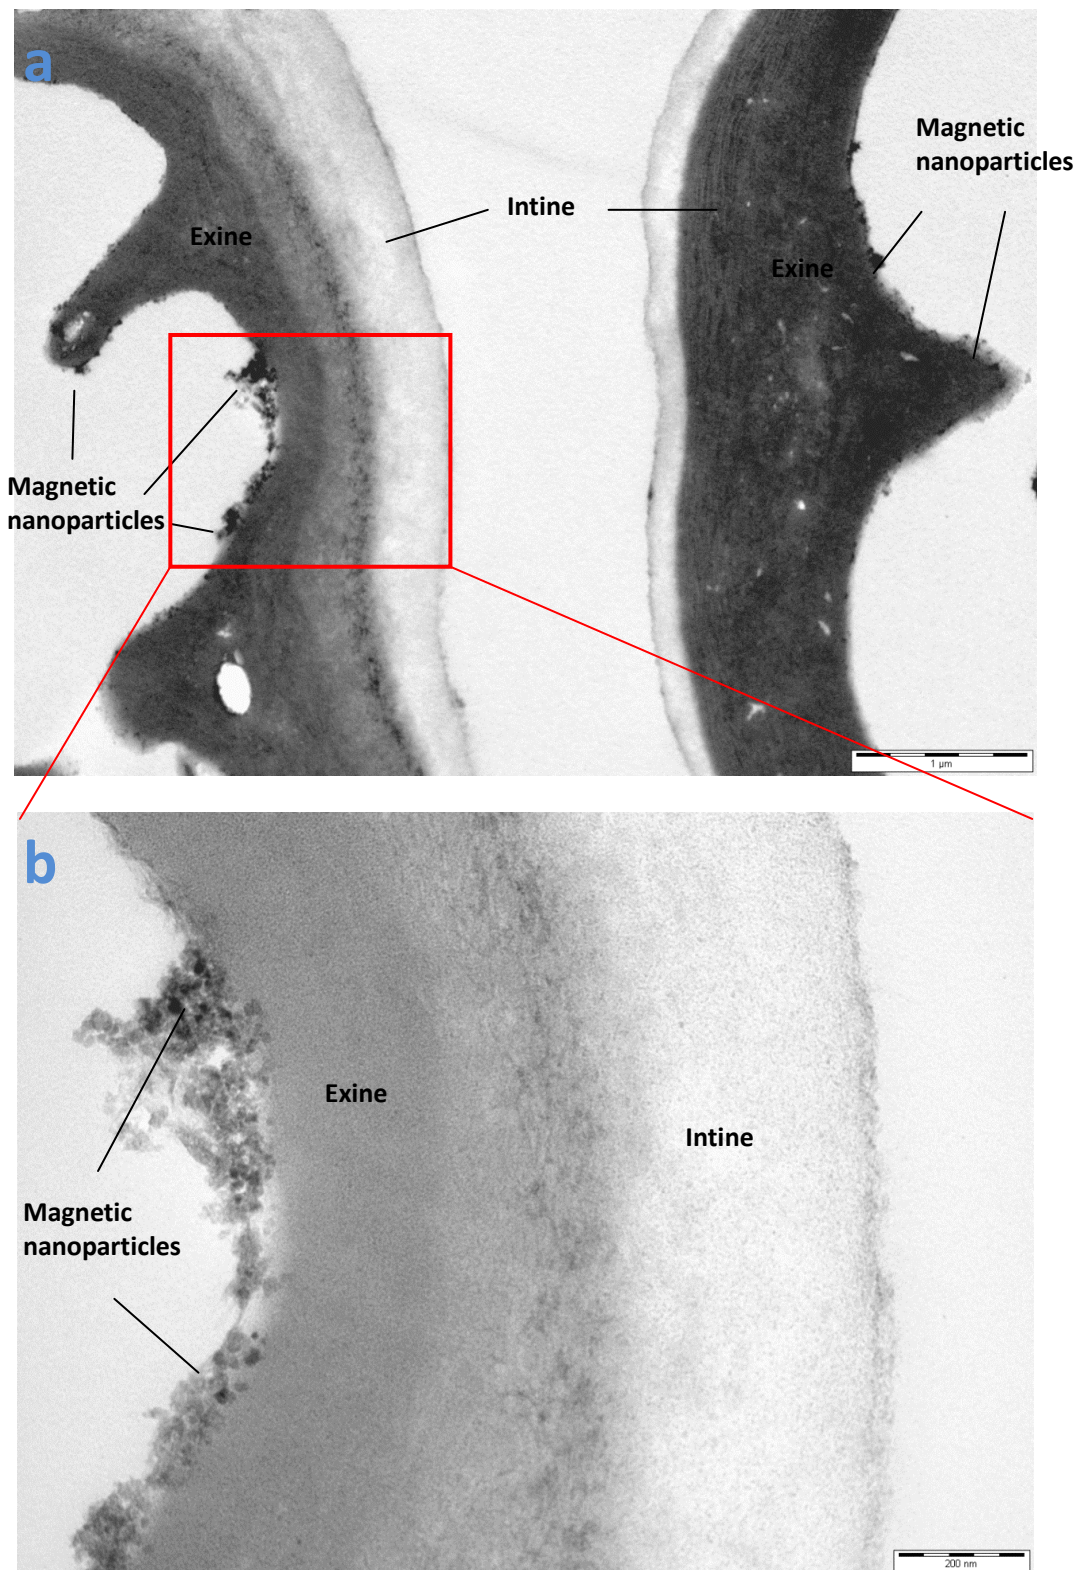 a
Magnetic
nanoparticles
Intine
Exine
Exine
Magnetic
nanoparticles
1 µm
b
Exine
Intine
Magnetic
nanoparticles
200 nm